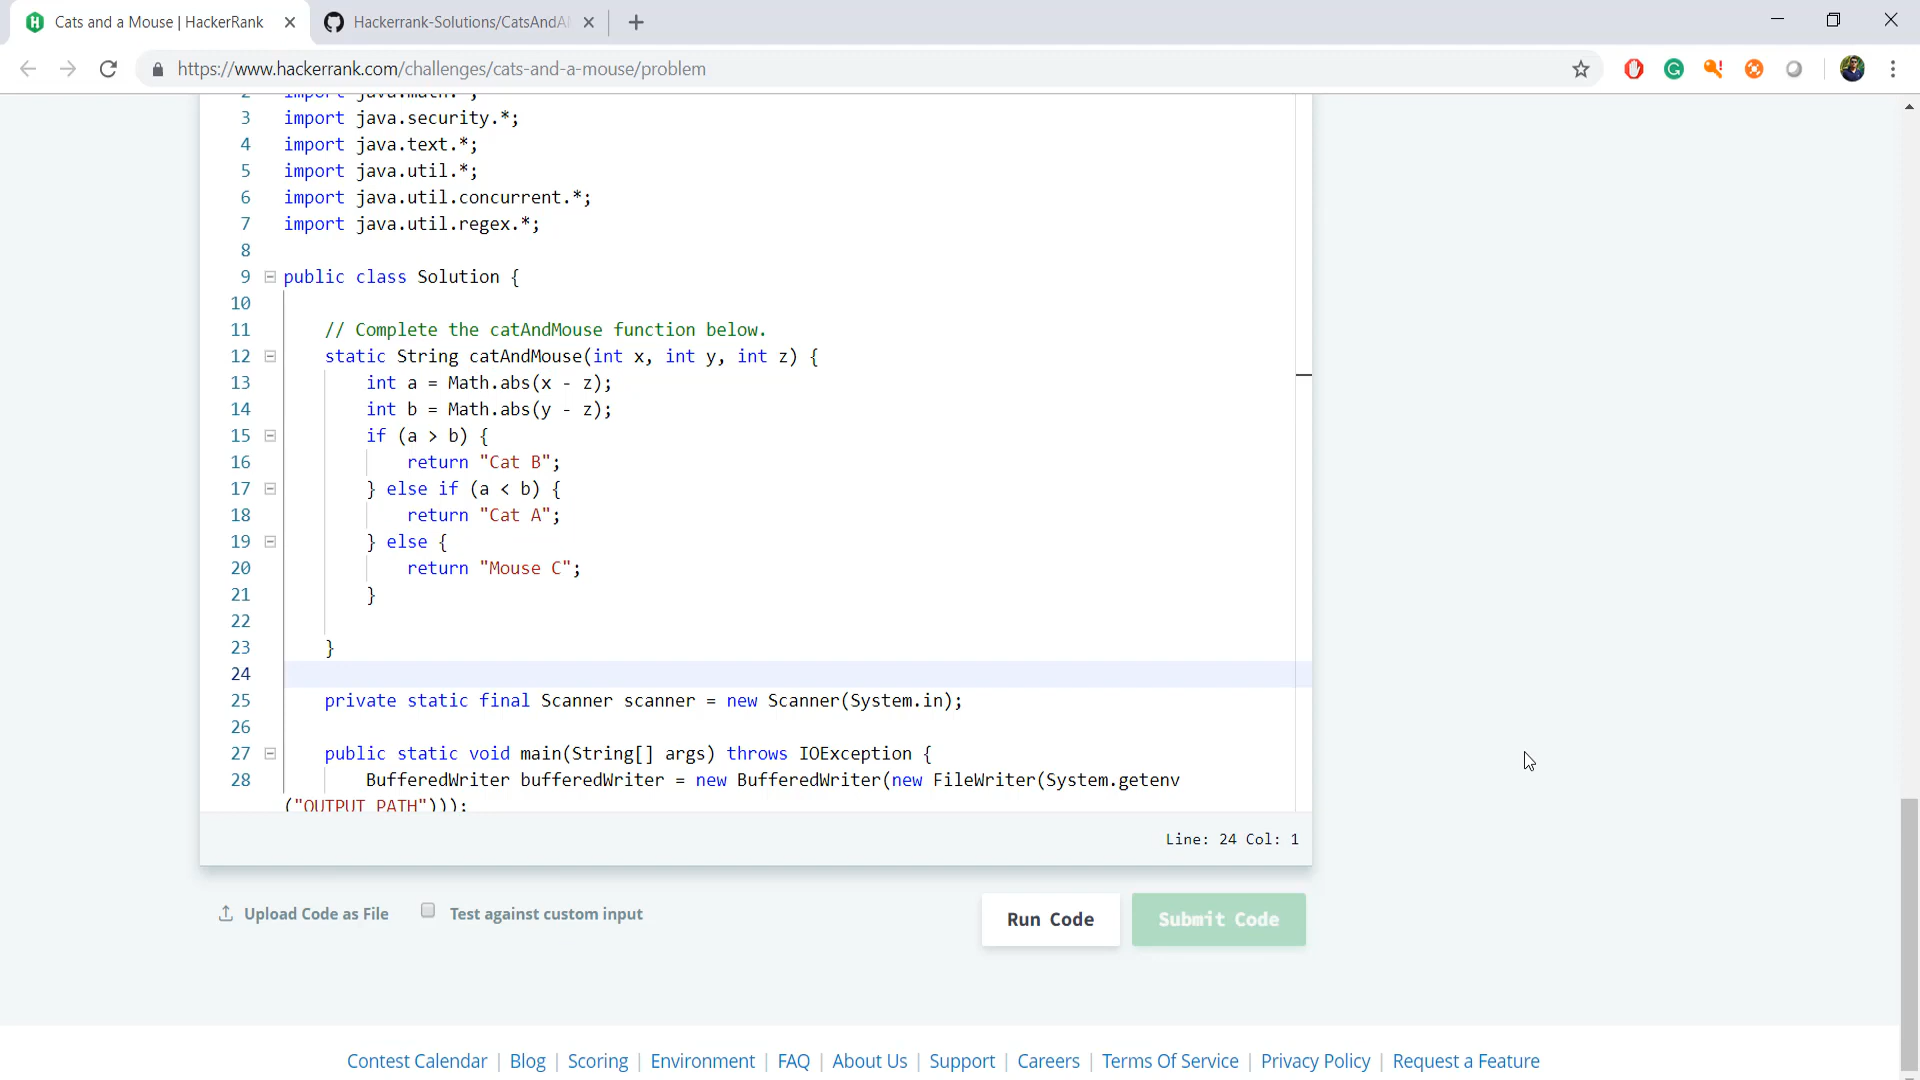 Cats and a Mouse | HackerRank
Hackerrank-Solutions/CatsAndA
https://www.hackerrank.com/challenges/cats-and-a-mouse/problem
2 import java.math.*;
3 import java.security.*;
4 import java.text.*;
5 import java.util.*;
6 import java.util.concurrent.*;
7 import java.util.regex.*;
8
9 public class Solution {
10
11 // Complete the catAndMouse function below.
12 static String catAndMouse(int x, int y, int z) {
13 int a = Math.abs(x - z);
14 int b = Math.abs(y - z);
15 if (a > b) {
16 return "Cat B";
17 } else if (a < b) {
18 return "Cat A";
19 } else {
20 return "Mouse C";
21 }
22
23 }
24
25 private static final Scanner scanner = new Scanner(System.in);
26
27 public static void main(String[] args) throws IOException {
28 BufferedWriter bufferedWriter = new BufferedWriter(new FileWriter(System.getenv
("OUTPUT_PATH")));
Line: 24 Col: 1
Upload Code as File
Test against custom input
Run Code
Submit Code
Contest Calendar | Blog | Scoring | Environment | FAQ | About Us | Support | Careers | Terms Of Service | Privacy Policy | Request a Feature